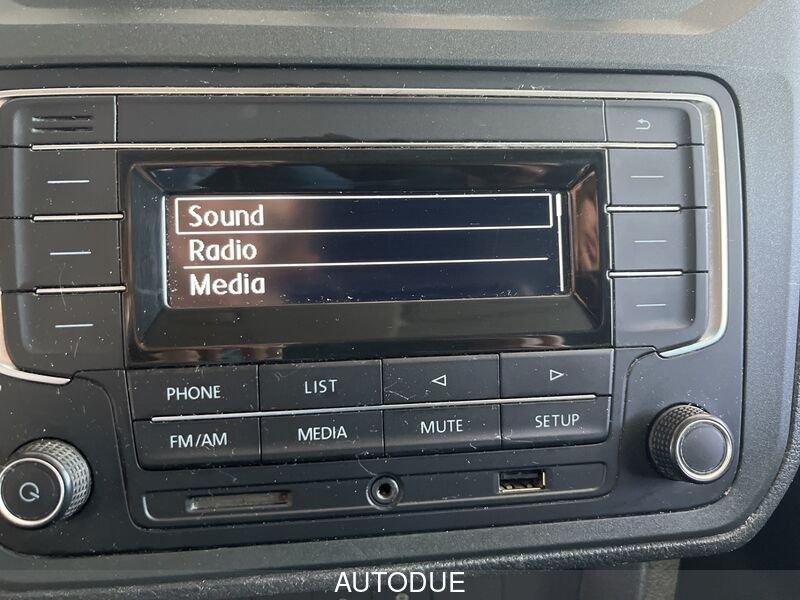 Sound
Radio
Media
PHONE
LIST
FM/AM
MEDIA
MUTE
SETUP
AUTODUE